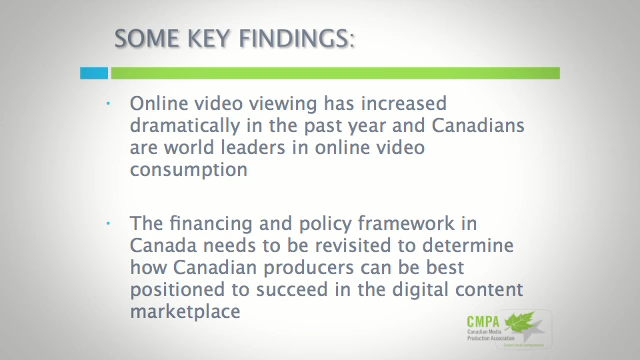 SOME KEY FINDINGS:
Online video viewing has increased
dramatically in the past year and Canadians
are world leaders in online video
consumption
The financing and policy framework in
Canada needs to be revisited to determine
how Canadian producers can be best
positioned to succeed in the digital content
marketplace
CMPA
Canadian Media
Production Association